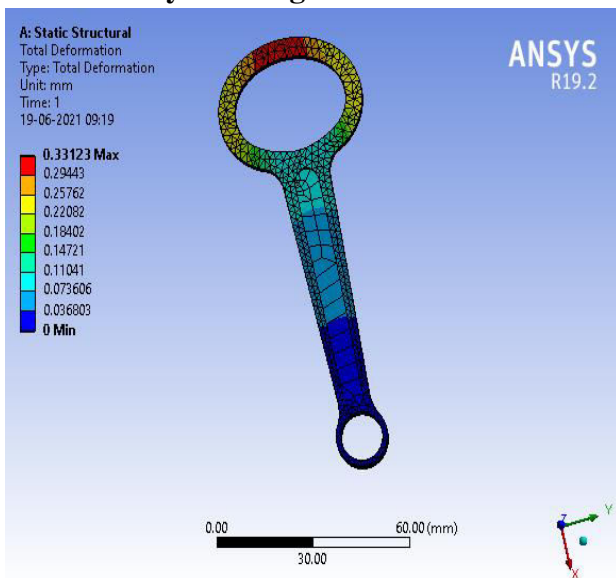 A: Static Structural
Total Deformation
Type: Total Deformation
Unit: mm
Time: 1
19-06-2021 09:19
ANSYS
R19.2
0.33123 Max
0.29443
0.25762
0.22082
0.18402
0.14721
0.11041
0.073606
0.036803
0 Min
0.00
60.00 (mm)
30.00
Z
Y
X